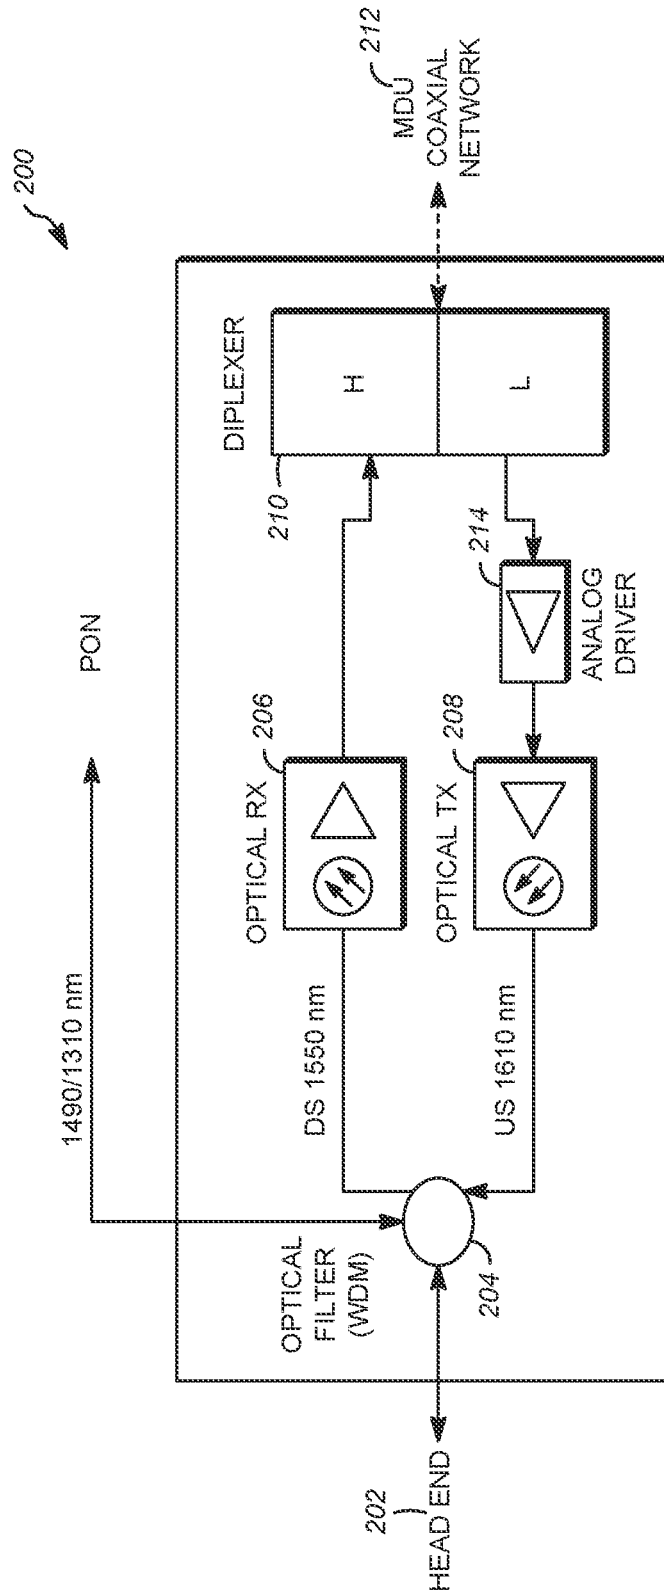 200
1490/1310 nm
PON
OPTICAL
FILTER
(WDM)
DS 1550 nm
OPTICAL RX
206
DIPLEXER
210
H
L
202
HEAD END
204
US 1610 nm
OPTICAL TX
208
214
ANALOG
DRIVER
212
MDU
COAXIAL
NETWORK